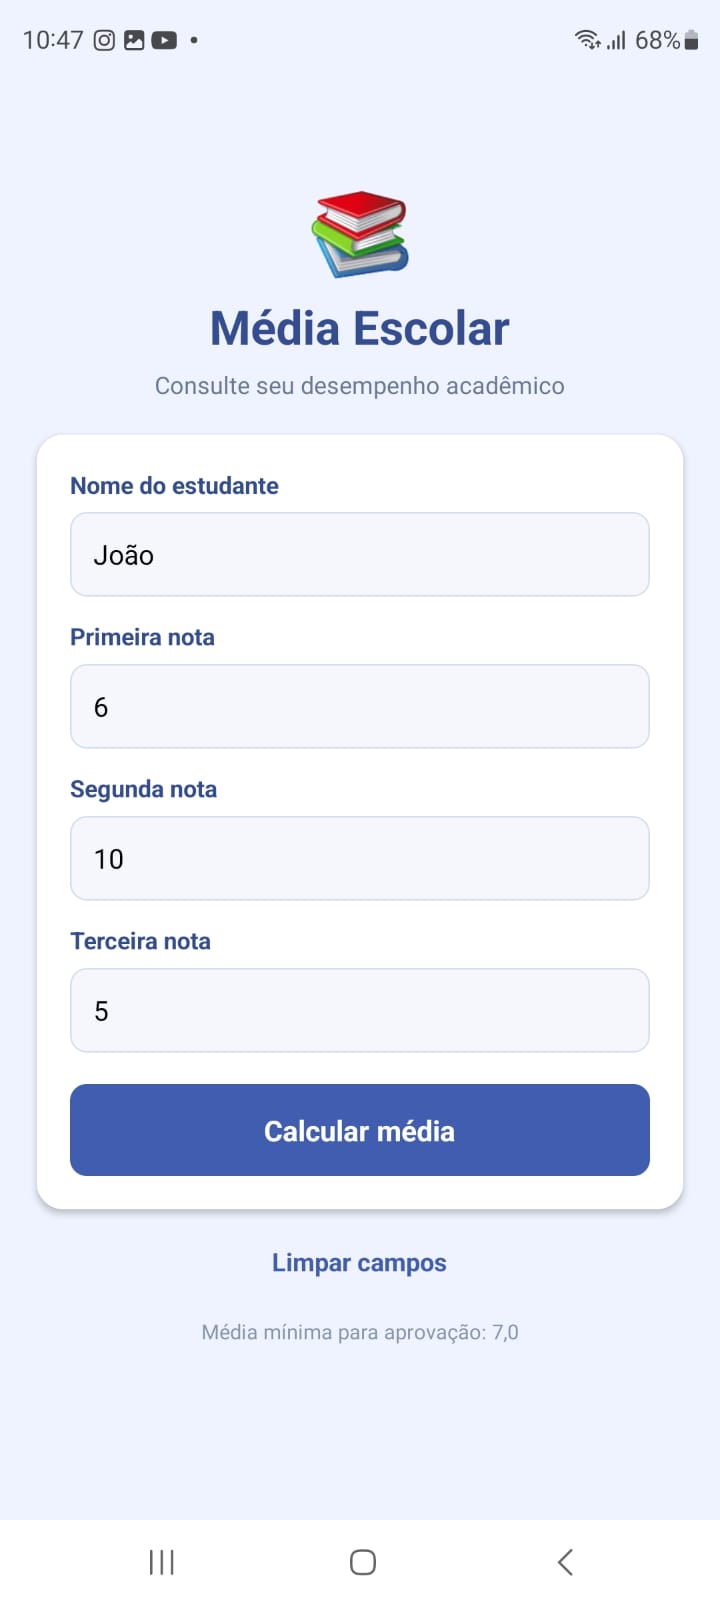 10:47 68%
Média Escolar
Consulte seu desempenho acadêmico
Nome do estudante
João
Primeira nota
6
Segunda nota
10
Terceira nota
5
Calcular média
Limpar campos
Média mínima para aprovação: 7,0